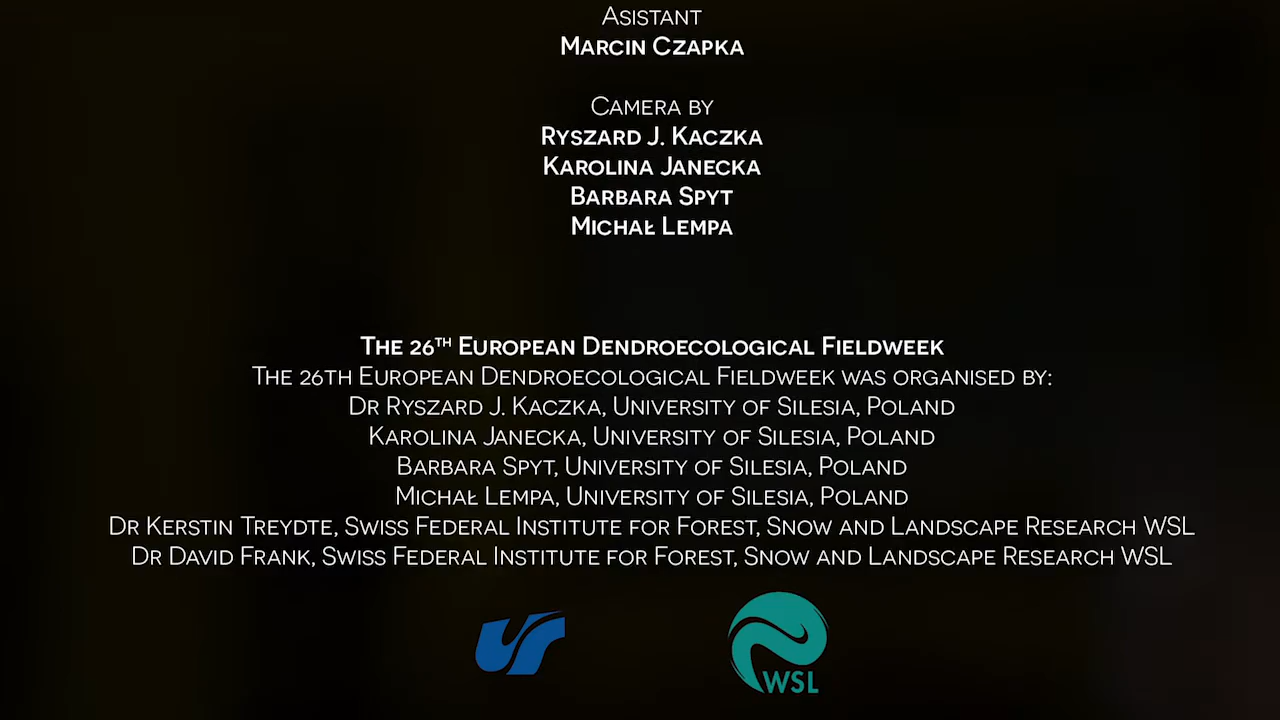 Asistant
Marcin Czapka
Camera by
Ryszard J. Kaczka
Karolina Janecka
Barbara Spyt
Michał Lempa
The 26th European Dendroecological Fieldweek
The 26th European Dendroecological Fieldweek was organised by:
Dr Ryszard J. Kaczka, University of Silesia, Poland
Karolina Janecka, University of Silesia, Poland
Barbara Spyt, University of Silesia, Poland
Michał Lempa, University of Silesia, Poland
Dr Kerstin Treydte, Swiss Federal Institute for Forest, Snow and Landscape Research WSL
Dr David Frank, Swiss Federal Institute for Forest, Snow and Landscape Research WSL
WSL